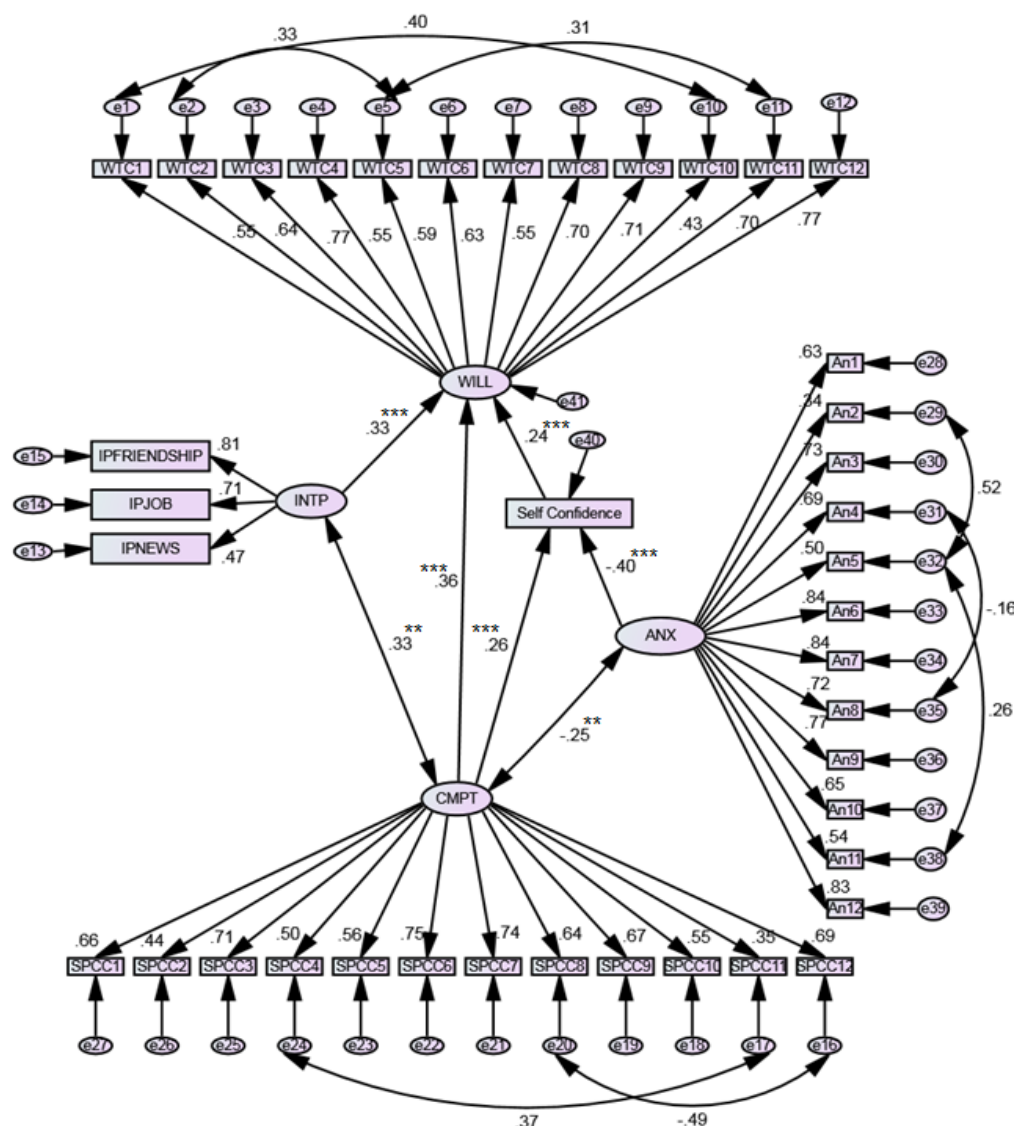 .40
.33
.31
e1 e2 e3 e4 e5 e6 e7 e8 e9 e10 e11 e12
WTC1 WTC2 WTC3 WTC4 WTC5 WTC6 WTC7 WTC8 WTC9 WTC10 WTC11 WTC12
.55 .64 .77 .55 .59 .63 .55 .70 .71 .43 .70 .77
WILL
e41
.33***
.24***
e40
e15 IPFRIENDSHIP .81
e14 IPJOB .71
e13 IPNEWS .47
INTP
Self Confidence
***
.36
***
.26
-.40***
.33**
-.25**
ANX
.63 An1 e28
.34 An2 e29
.73 An3 e30
.69 An4 e31
.50 An5 e32
.84 An6 e33
.84 An7 e34
.72 An8 e35
.77 An9 e36
.65 An10 e37
.54 An11 e38
.83 An12 e39
.52
-.16
.26
CMPT
.66 .44 .71 .50 .56 .75 .74 .64 .67 .55 .35 .69
SPCC1 SPCC2 SPCC3 SPCC4 SPCC5 SPCC6 SPCC7 SPCC8 SPCC9 SPCC10 SPCC11 SPCC12
e27 e26 e25 e24 e23 e22 e21 e20 e19 e18 e17 e16
.37 -.49